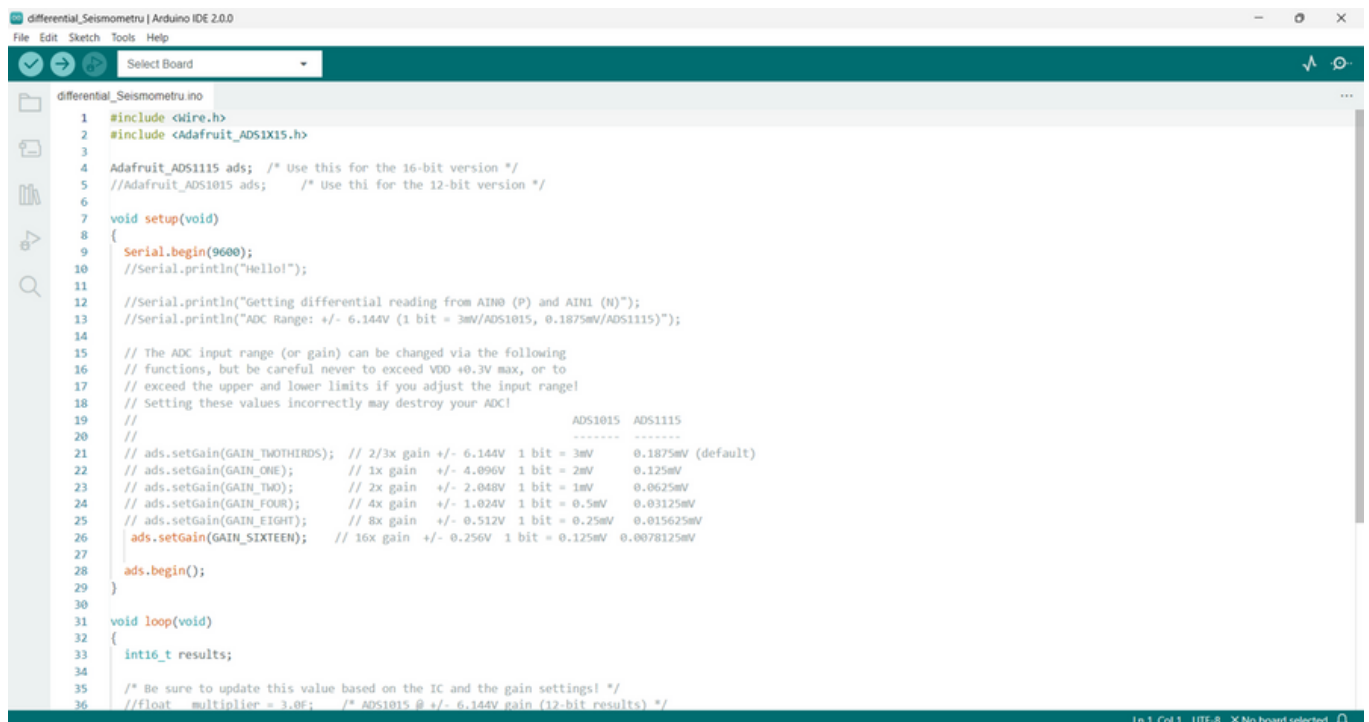 differential_Seismometru | Arduino IDE 2.0.0
File Edit Sketch Tools Help
Select Board
differential_Seismometru.ino
1 #include <Wire.h>
2 #include <Adafruit_ADS1X15.h>
3
4 Adafruit_ADS1115 ads; /* Use this for the 16-bit version */
5 //Adafruit_ADS1015 ads; /* Use thi for the 12-bit version */
6
7 void setup(void)
8 {
9 Serial.begin(9600);
10 //Serial.println("Hello!");
11
12 //Serial.println("Getting differential reading from AIN0 (P) and AIN1 (N)");
13 //Serial.println("ADC Range: +/- 6.144V (1 bit = 3mV/ADS1015, 0.1875mV/ADS1115)");
14
15 // The ADC input range (or gain) can be changed via the following
16 // functions, but be careful never to exceed VDD +0.3V max, or to
17 // exceed the upper and lower limits if you adjust the input range!
18 // Setting these values incorrectly may destroy your ADC!
19 // ADS1015 ADS1115
20 // ------- -------
21 // ads.setGain(GAIN_TWOTHIRDS); // 2/3x gain +/- 6.144V 1 bit = 3mV 0.1875mV (default)
22 // ads.setGain(GAIN_ONE); // 1x gain +/- 4.096V 1 bit = 2mV 0.125mV
23 // ads.setGain(GAIN_TWO); // 2x gain +/- 2.048V 1 bit = 1mV 0.0625mV
24 // ads.setGain(GAIN_FOUR); // 4x gain +/- 1.024V 1 bit = 0.5mV 0.03125mV
25 // ads.setGain(GAIN_EIGHT); // 8x gain +/- 0.512V 1 bit = 0.25mV 0.015625mV
26 ads.setGain(GAIN_SIXTEEN); // 16x gain +/- 0.256V 1 bit = 0.125mV 0.0078125mV
27
28 ads.begin();
29 }
30
31 void loop(void)
32 {
33 int16_t results;
34
35 /* Be sure to update this value based on the IC and the gain settings! */
36 //float multiplier = 3.0F; /* ADS1015 @ +/- 6.144V gain (12-bit results) */
Ln 1, Col 1 UTF-8 X No board selected